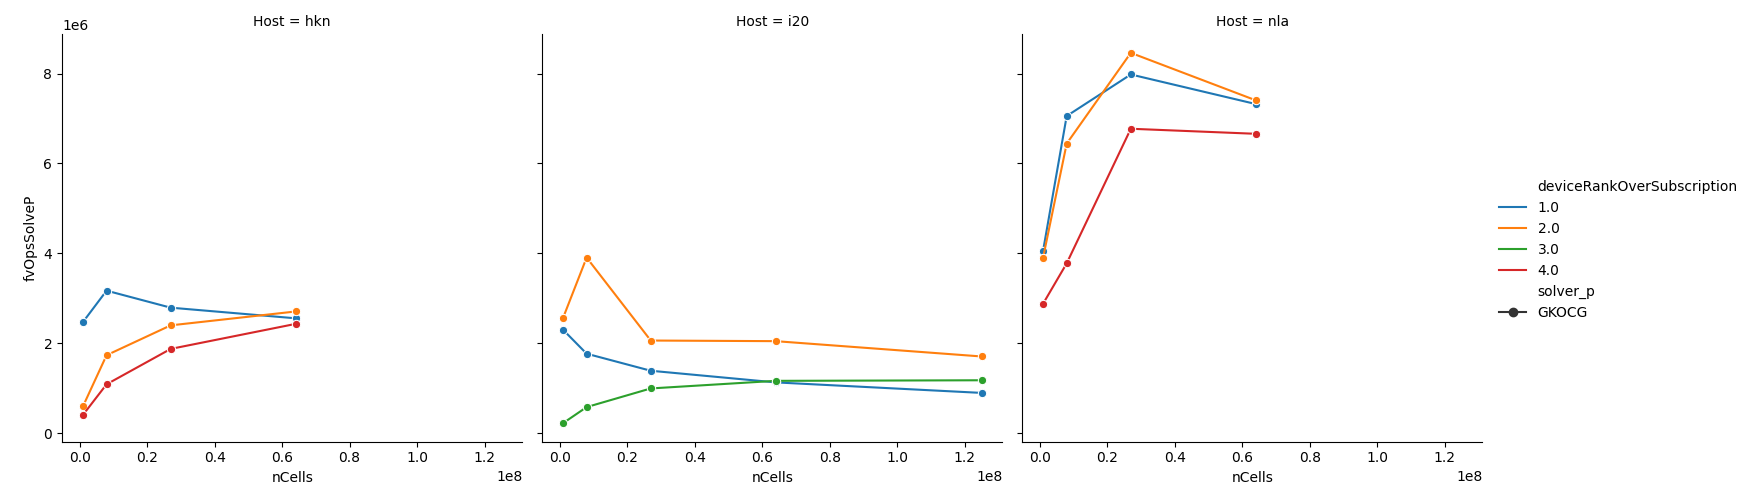 Host = hkn
Host = i20
Host = nla
1e6
8
6
4
2
0
fvOpsSolveP
0.0 0.2 0.4 0.6 0.8 1.0 1.2
1e8
nCells
0.0 0.2 0.4 0.6 0.8 1.0 1.2
1e8
nCells
0.0 0.2 0.4 0.6 0.8 1.0 1.2
1e8
nCells
deviceRankOverSubscription
1.0
2.0
3.0
4.0
solver_p
GKOCG